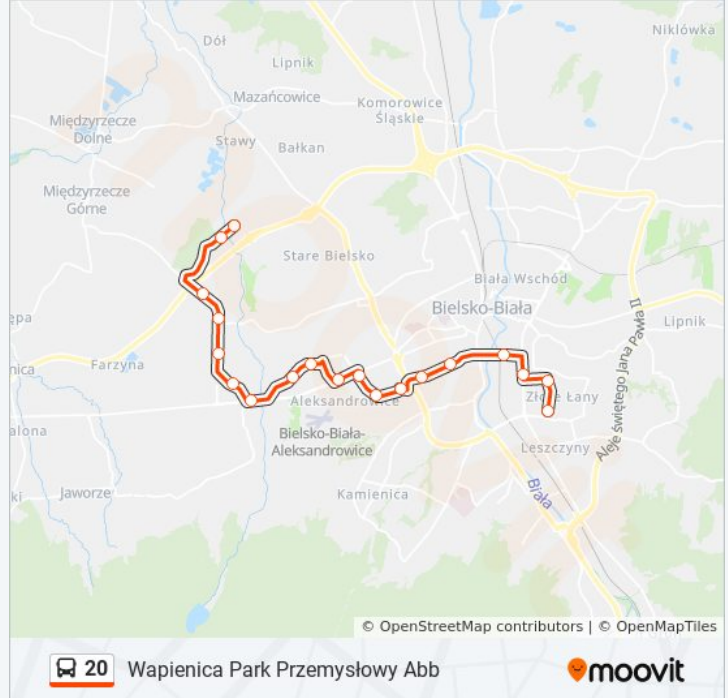 Niklówka
Dół
Lipnik
Mazańcowice
Komorowice
Śląskie
Międzyrzecze
Dolne
Stawy
Bałkan
Międzyrzecze
Górne
Stare Bielsko
Biała Wschód
Bielsko-Biała
Lipnik
ępa
Aleje świętego Jana Pawła II
nica
Farzyna
Aleksandrowice
Złote Łany
alona
Bielsko-Biała-
Aleksandrowice
Leszczyny
ki
Jaworze
Kamienica
Biała
© OpenStreetMap contributors | © OpenMapTiles
20 Wapienica Park Przemysłowy Abb
moovit